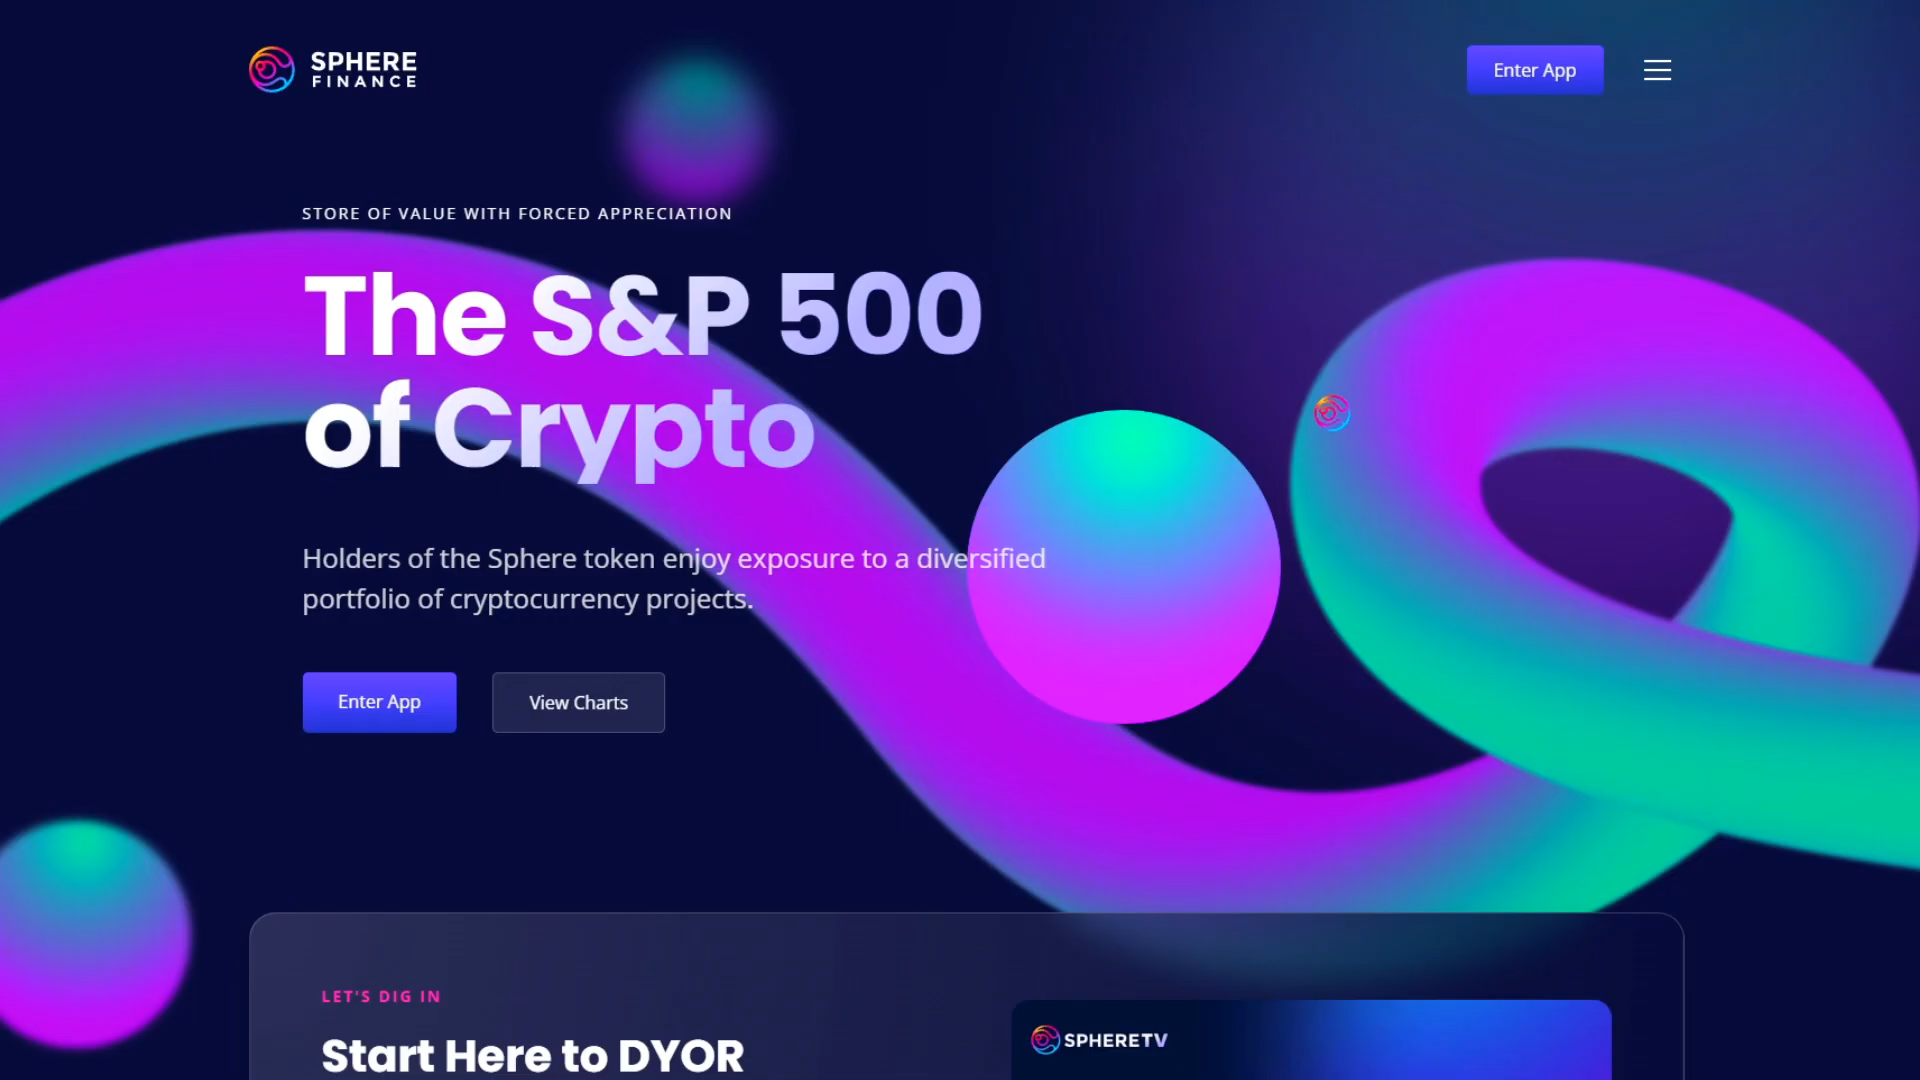 SPHERE
FINANCE
Enter App
STORE OF VALUE WITH FORCED APPRECIATION
The S&P 500
of Crypto
Holders of the Sphere token enjoy exposure to a diversified
portfolio of cryptocurrency projects.
Enter App
View Charts
LET'S DIG IN
Start Here to DYOR
SPHERETV